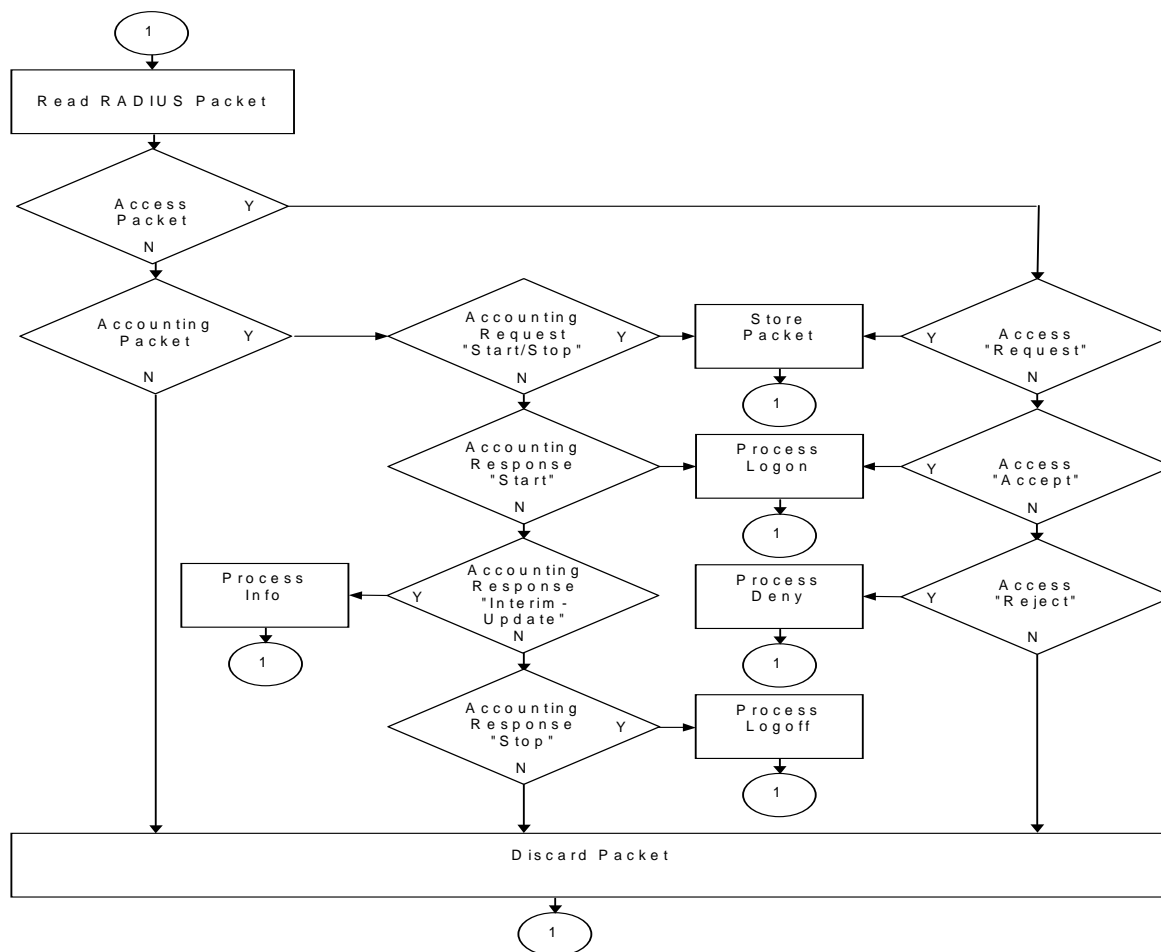 1
Read RADIUS Packet
Access
Packet
Y
N
Accounting
Packet
Y
N
Accounting
Request
"Start/Stop"
Y
N
Store
Packet
1
Y
Access
"Request"
N
Accounting
Response
"Start"
Y
N
Process
Logon
1
Y
Access
"Accept"
N
Process
Info
1
Y
Accounting
Response
"Interim-
Update"
N
Process
Deny
1
Y
Access
"Reject"
N
Accounting
Response
"Stop"
Y
N
Process
Logoff
1
Discard Packet
1